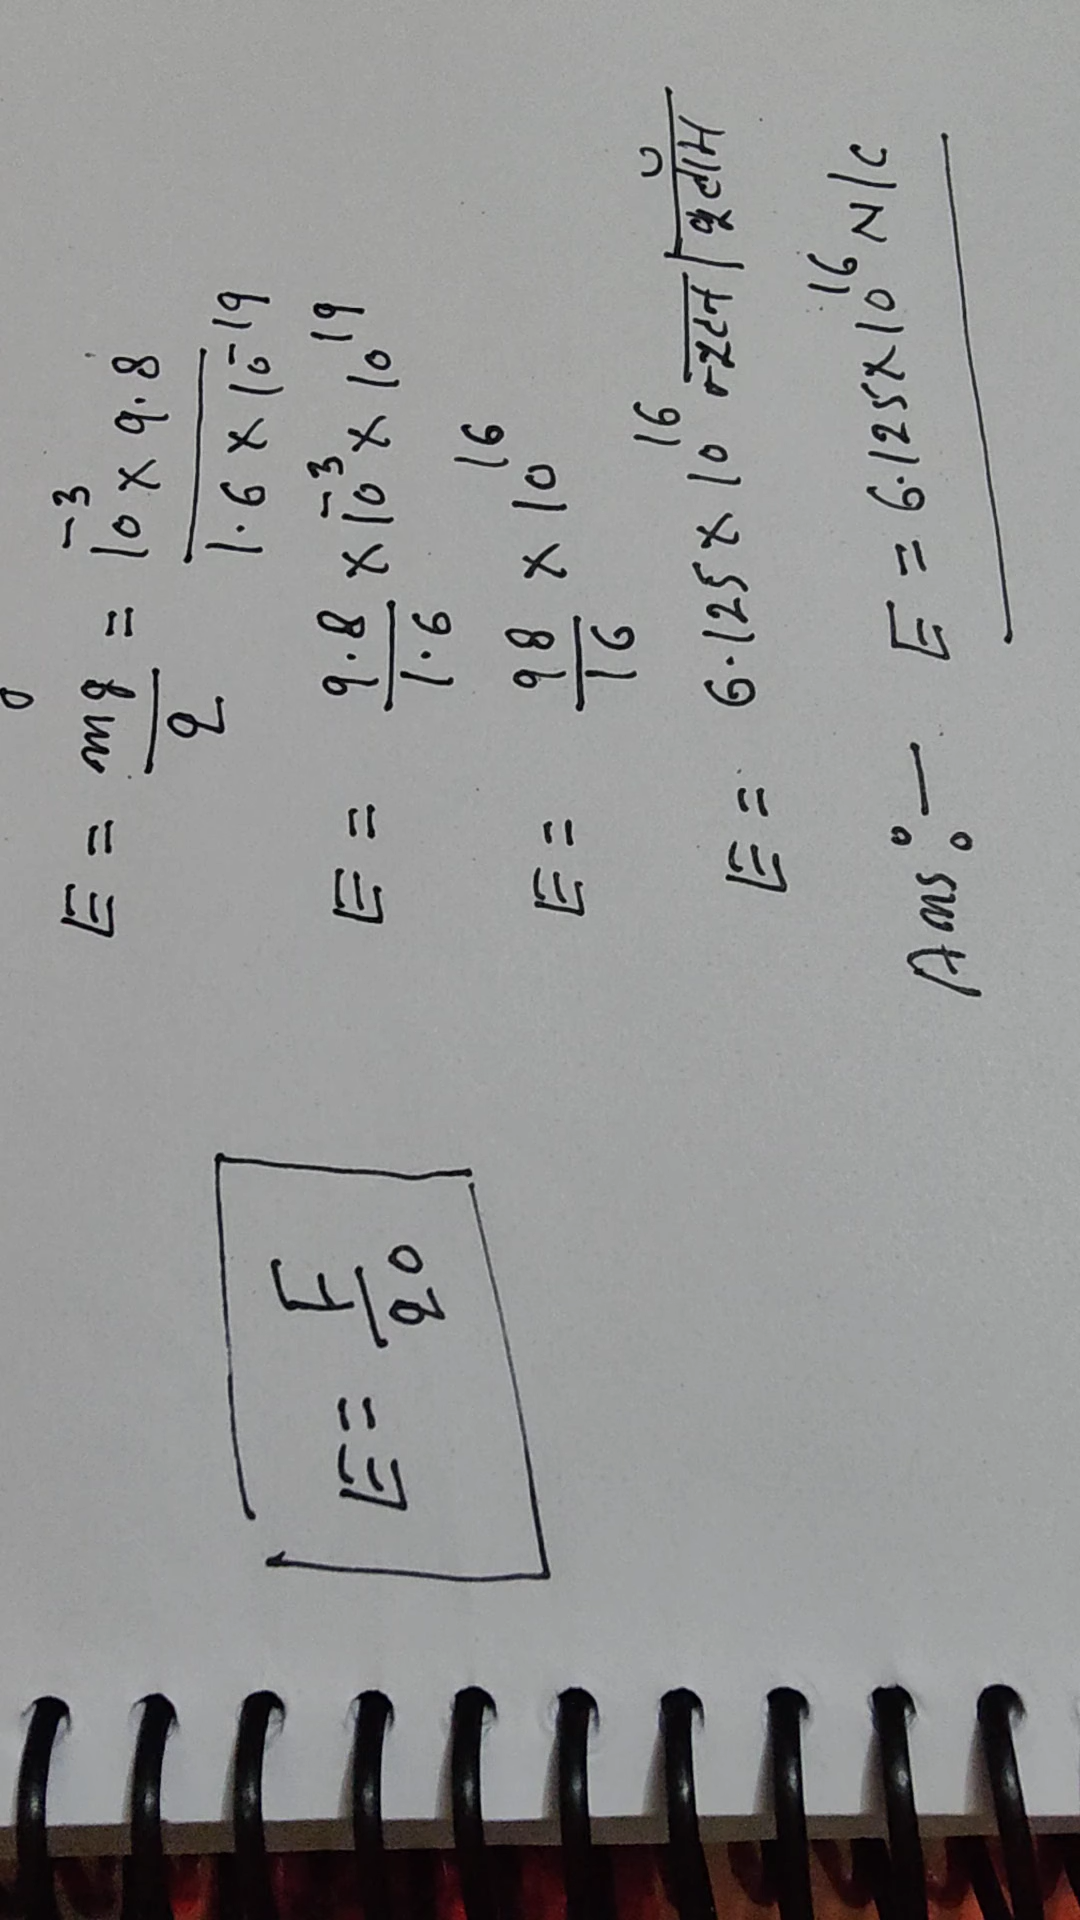 E = mg/q = 10⁻³ × 9.8 / 1.6 × 10⁻¹⁹
E = 9.8/1.6 × 10⁻³ × 10¹⁹
E = 98/16 × 10¹⁶
E = 6.125 × 10¹⁶ न्यूटन/कूलॉम
Ans:- E = 6.125 × 10¹⁶ N/C
E = F/q₀